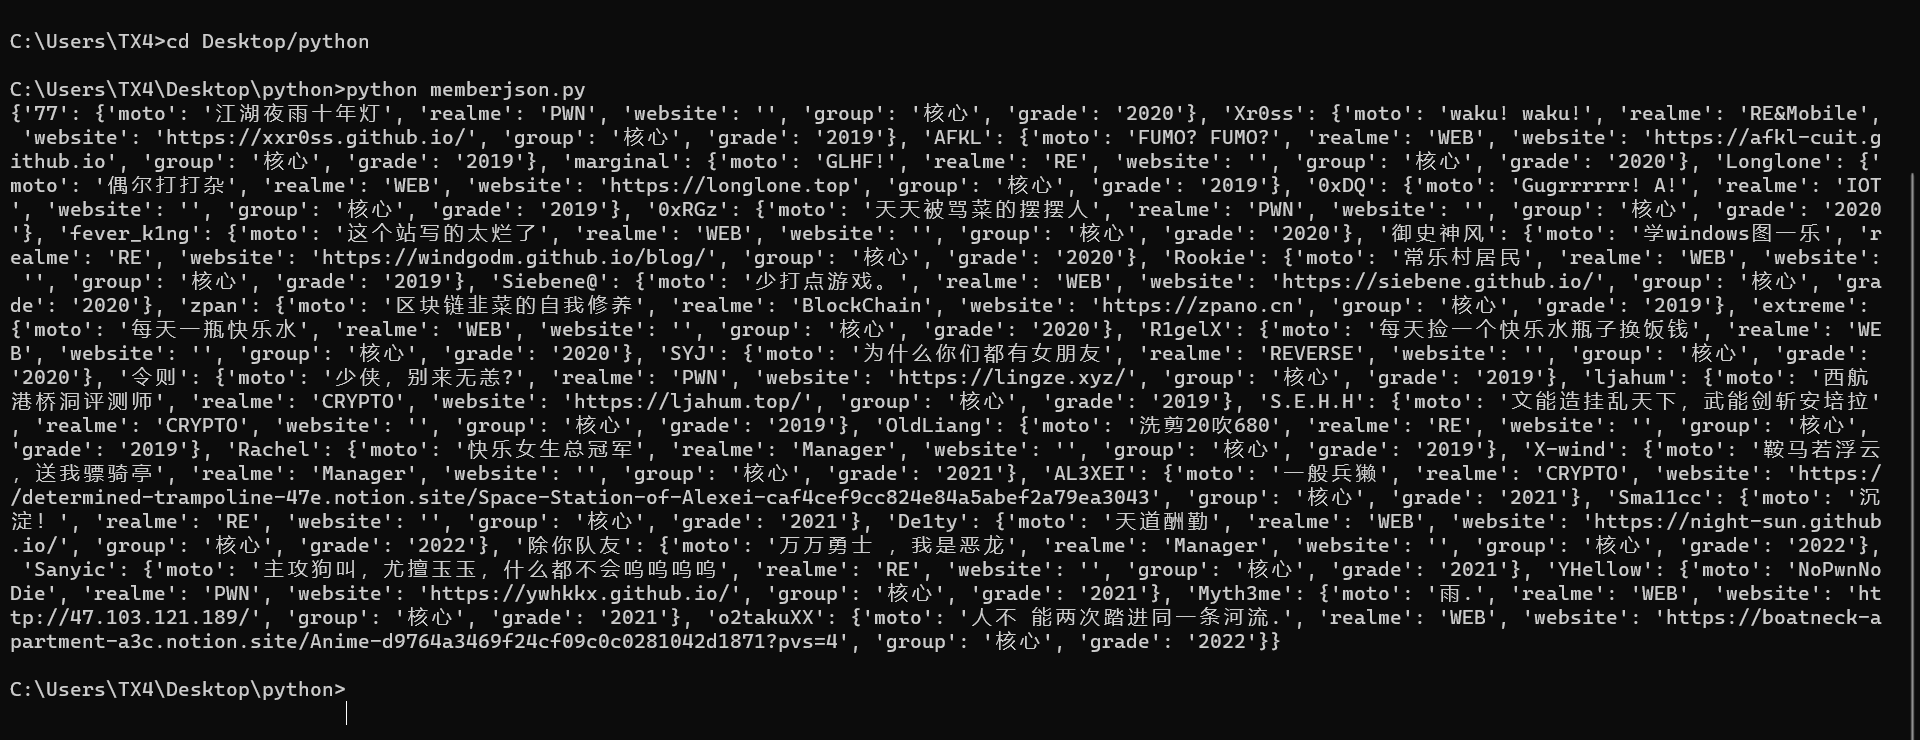 C:\Users\TX4>cd Desktop/python
C:\Users\TX4\Desktop\python>python memberjson.py
{'77': {'moto': '江湖夜雨十年灯', 'realme': 'PWN', 'website': '', 'group': '核心', 'grade': '2020'}, 'Xr0ss': {'moto': 'waku! waku!', 'realme': 'RE&Mobile',
 'website': 'https://xxr0ss.github.io/', 'group': '核心', 'grade': '2019'}, 'AFKL': {'moto': 'FUMO? FUMO?', 'realme': 'WEB', 'website': 'https://afkl-cuit.g
ithub.io', 'group': '核心', 'grade': '2019'}, 'marginal': {'moto': 'GLHF!', 'realme': 'RE', 'website': '', 'group': '核心', 'grade': '2020'}, 'Longlone': {'
moto': '偶尔打打杂', 'realme': 'WEB', 'website': 'https://longlone.top', 'group': '核心', 'grade': '2019'}, '0xDQ': {'moto': 'Gugrrrrrr! A!', 'realme': 'IOT
', 'website': '', 'group': '核心', 'grade': '2019'}, '0xRGz': {'moto': '天天被骂菜的摆摆人', 'realme': 'PWN', 'website': '', 'group': '核心', 'grade': '2020
'}, 'fever_k1ng': {'moto': '这个站写的太烂了', 'realme': 'WEB', 'website': '', 'group': '核心', 'grade': '2020'}, '御史神风': {'moto': '学windows图一乐', 'r
ealme': 'RE', 'website': 'https://windgodm.github.io/blog/', 'group': '核心', 'grade': '2020'}, 'Rookie': {'moto': '常乐村居民', 'realme': 'WEB', 'website':
 '', 'group': '核心', 'grade': '2019'}, 'Siebene@': {'moto': '少打点游戏。', 'realme': 'WEB', 'website': 'https://siebene.github.io/', 'group': '核心', 'gra
de': '2020'}, 'zpan': {'moto': '区块链韭菜的自我修养', 'realme': 'BlockChain', 'website': 'https://zpano.cn', 'group': '核心', 'grade': '2019'}, 'extreme':
{'moto': '每天一瓶快乐水', 'realme': 'WEB', 'website': '', 'group': '核心', 'grade': '2020'}, 'R1gelX': {'moto': '每天捡一个快乐水瓶子换饭钱', 'realme': 'WE
B', 'website': '', 'group': '核心', 'grade': '2020'}, 'SYJ': {'moto': '为什么你们都有女朋友', 'realme': 'REVERSE', 'website': '', 'group': '核心', 'grade':
'2020'}, '令则': {'moto': '少侠，别来无恙?', 'realme': 'PWN', 'website': 'https://lingze.xyz/', 'group': '核心', 'grade': '2019'}, 'ljahum': {'moto': '西航
港桥洞评测师', 'realme': 'CRYPTO', 'website': 'https://ljahum.top/', 'group': '核心', 'grade': '2019'}, 'S.E.H.H': {'moto': '文能造挂乱天下，武能剑斩安培拉'
, 'realme': 'CRYPTO', 'website': '', 'group': '核心', 'grade': '2019'}, 'OldLiang': {'moto': '洗剪20吹680', 'realme': 'RE', 'website': '', 'group': '核心',
'grade': '2019'}, 'Rachel': {'moto': '快乐女生总冠军', 'realme': 'Manager', 'website': '', 'group': '核心', 'grade': '2019'}, 'X-wind': {'moto': '鞍马若浮云
，送我骠骑亭', 'realme': 'Manager', 'website': '', 'group': '核心', 'grade': '2021'}, 'AL3XEI': {'moto': '一般兵獭', 'realme': 'CRYPTO', 'website': 'https:/
/determined-trampoline-47e.notion.site/Space-Station-of-Alexei-caf4cef9cc824e84a5abef2a79ea3043', 'group': '核心', 'grade': '2021'}, 'Sma11cc': {'moto': '沉
淀！', 'realme': 'RE', 'website': '', 'group': '核心', 'grade': '2021'}, 'De1ty': {'moto': '天道酬勤', 'realme': 'WEB', 'website': 'https://night-sun.github
.io/', 'group': '核心', 'grade': '2022'}, '除你队友': {'moto': '万万勇士 ，我是恶龙', 'realme': 'Manager', 'website': '', 'group': '核心', 'grade': '2022'},
 'Sanyic': {'moto': '主攻狗叫，尤擅玉玉，什么都不会呜呜呜呜', 'realme': 'RE', 'website': '', 'group': '核心', 'grade': '2021'}, 'YHellow': {'moto': 'NoPwnNo
Die', 'realme': 'PWN', 'website': 'https://ywhkkx.github.io/', 'group': '核心', 'grade': '2021'}, 'Myth3me': {'moto': '雨.', 'realme': 'WEB', 'website': 'ht
tp://47.103.121.189/', 'group': '核心', 'grade': '2021'}, 'o2takuXX': {'moto': '人不 能两次踏进同一条河流.', 'realme': 'WEB', 'website': 'https://boatneck-a
partment-a3c.notion.site/Anime-d9764a3469f24cf09c0c0281042d1871?pvs=4', 'group': '核心', 'grade': '2022'}}
C:\Users\TX4\Desktop\python>